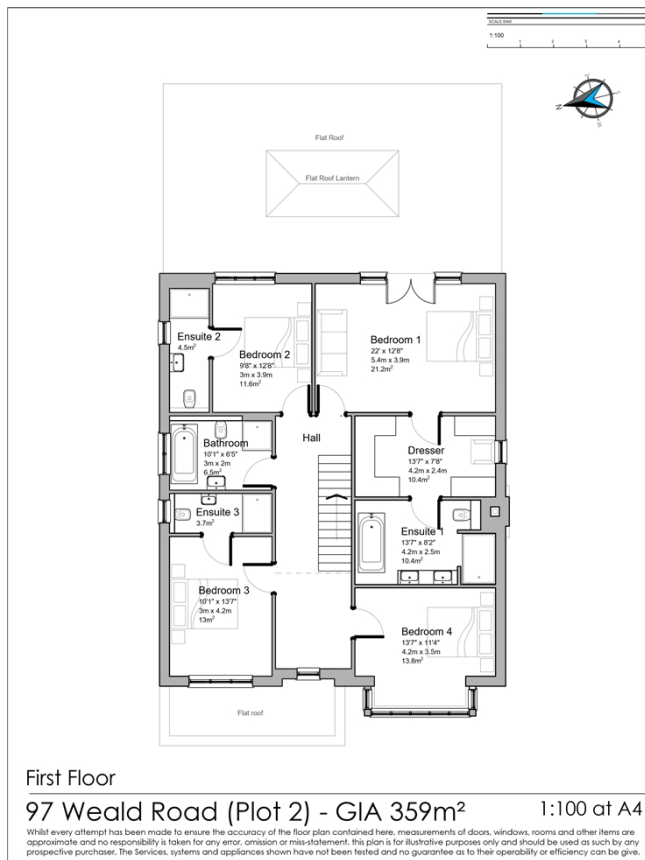 SCALE BAR
1:100
1 2 3 4
N
Flat Roof
Flat Roof Lantern
Ensuite 2
4.5m²
Bedroom 2
9'8" x 12'8"
3m x 3.9m
11.6m²
Bedroom 1
22' x 12'8"
5.4m x 3.9m
21.2m²
Hall
Bathroom
10'1" x 6'5"
3m x 2m
6.5m²
Dresser
13'7" x 7'8"
4.2m x 2.4m
10.4m²
Ensuite 3
3.7m²
Ensuite 1
13'7" x 8'2"
4.2m x 2.5m
10.4m²
Bedroom 3
10'1" x 13'7"
3m x 4.2m
13m²
Bedroom 4
13'7" x 11'4"
4.2m x 3.5m
13.8m²
Flat roof
First Floor
97 Weald Road (Plot 2) - GIA 359m² 1:100 at A4
Whilst every attempt has been made to ensure the accuracy of the floor plan contained here, measurements of doors, windows, rooms and other items are
approximate and no responsibility is taken for any error, omission or miss-statement. this plan is for illustrative purposes only and should be used as such by any
prospective purchaser. The Services, systems and appliances shown have not been tested and no guarantee as to their operability or efficiency can be give.